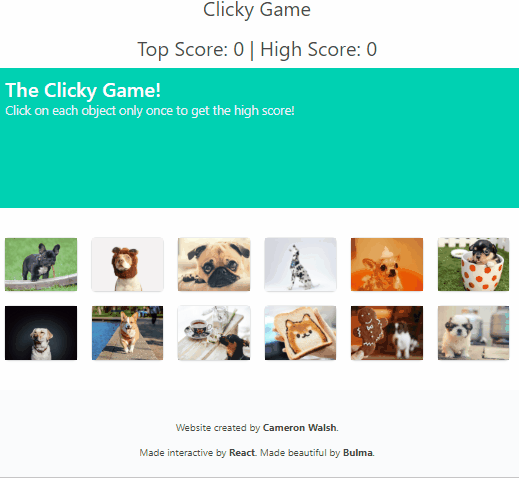 Clicky Game
Top Score: 0 | High Score: 0
The Clicky Game!
Click on each object only once to get the high score!
Website created by Cameron Walsh.
Made interactive by React. Made beautiful by Bulma.